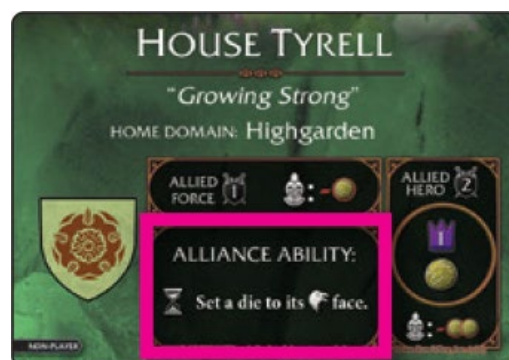 HOUSE TYRELL
"Growing Strong"
HOME DOMAIN: Highgarden
ALLIED FORCE 1
: -
ALLIED HERO 2
1
: -
ALLIANCE ABILITY:
Set a die to its face.
NON-PLAYER